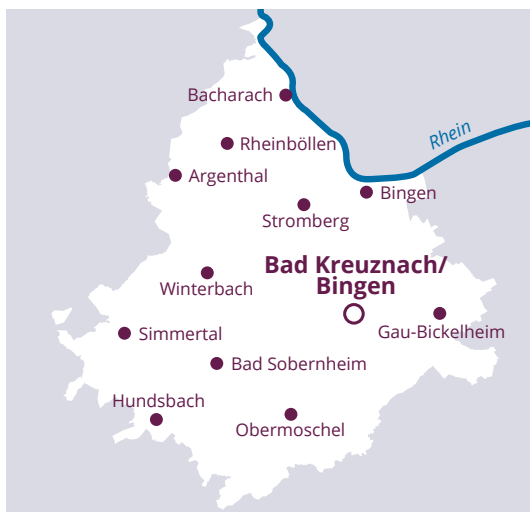 Bacharach
Rhein
Rheinböllen
Argenthal
Bingen
Stromberg
Bad Kreuznach/
Bingen
Winterbach
Simmertal
Gau-Bickelheim
Bad Sobernheim
Hundsbach
Obermoschel